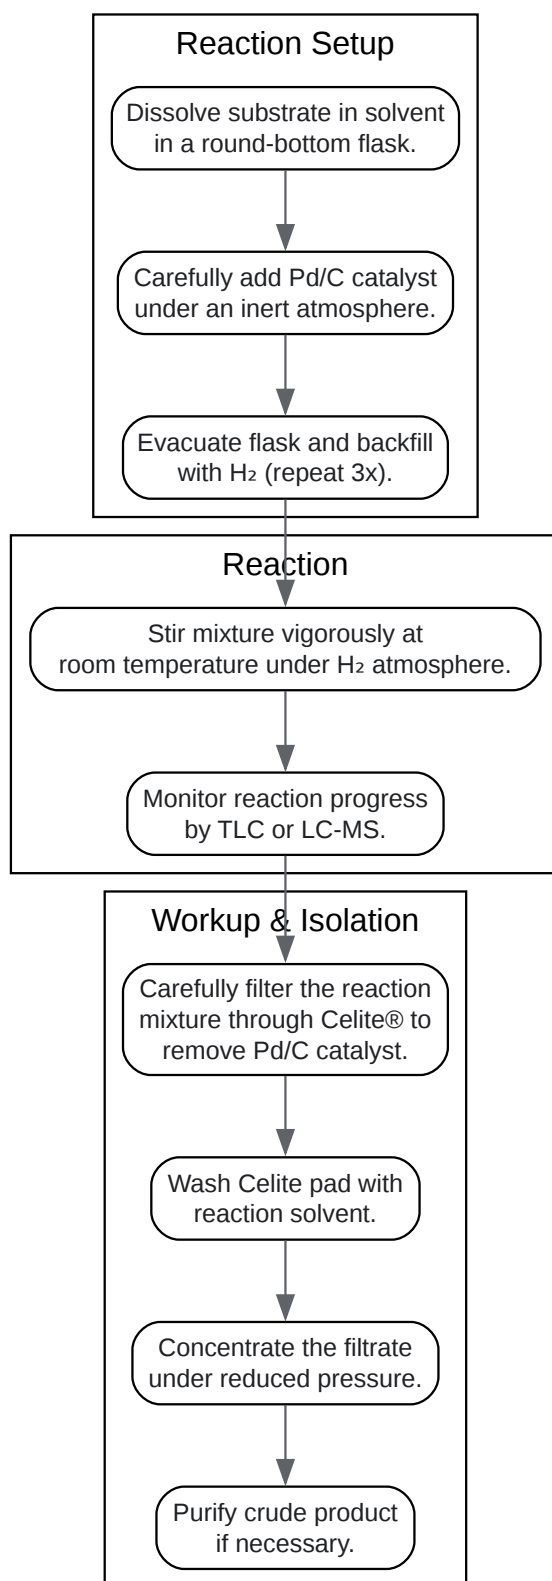 Reaction Setup
Dissolve substrate in solvent
in a round-bottom flask.
Carefully add Pd/C catalyst
under an inert atmosphere.
Evacuate flask and backfill
with H₂ (repeat 3x).
Reaction
Stir mixture vigorously at
room temperature under H₂ atmosphere.
Monitor reaction progress
by TLC or LC-MS.
Workup & Isolation
Carefully filter the reaction
mixture through Celite® to
remove Pd/C catalyst.
Wash Celite pad with
reaction solvent.
Concentrate the filtrate
under reduced pressure.
Purify crude product
if necessary.